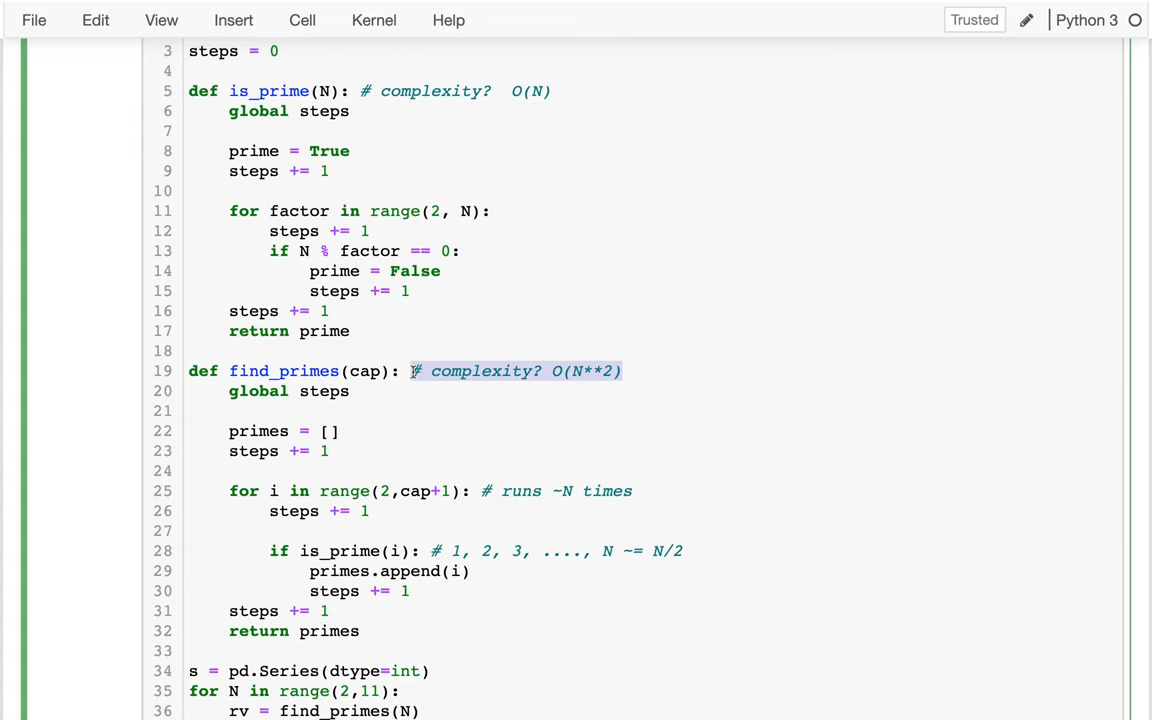 File Edit View Insert Cell Kernel Help Trusted Python 3
3 steps = 0
4
5 def is_prime(N): # complexity?  O(N)
6     global steps
7
8     prime = True
9     steps += 1
10
11     for factor in range(2, N):
12         steps += 1
13         if N % factor == 0:
14             prime = False
15             steps += 1
16     steps += 1
17     return prime
18
19 def find_primes(cap): # complexity? O(N**2)
20     global steps
21
22     primes = []
23     steps += 1
24
25     for i in range(2,cap+1): # runs ~N times
26         steps += 1
27
28         if is_prime(i): # 1, 2, 3, ...., N ~= N/2
29             primes.append(i)
30             steps += 1
31     steps += 1
32     return primes
33
34 s = pd.Series(dtype=int)
35 for N in range(2,11):
36     rv = find_primes(N)